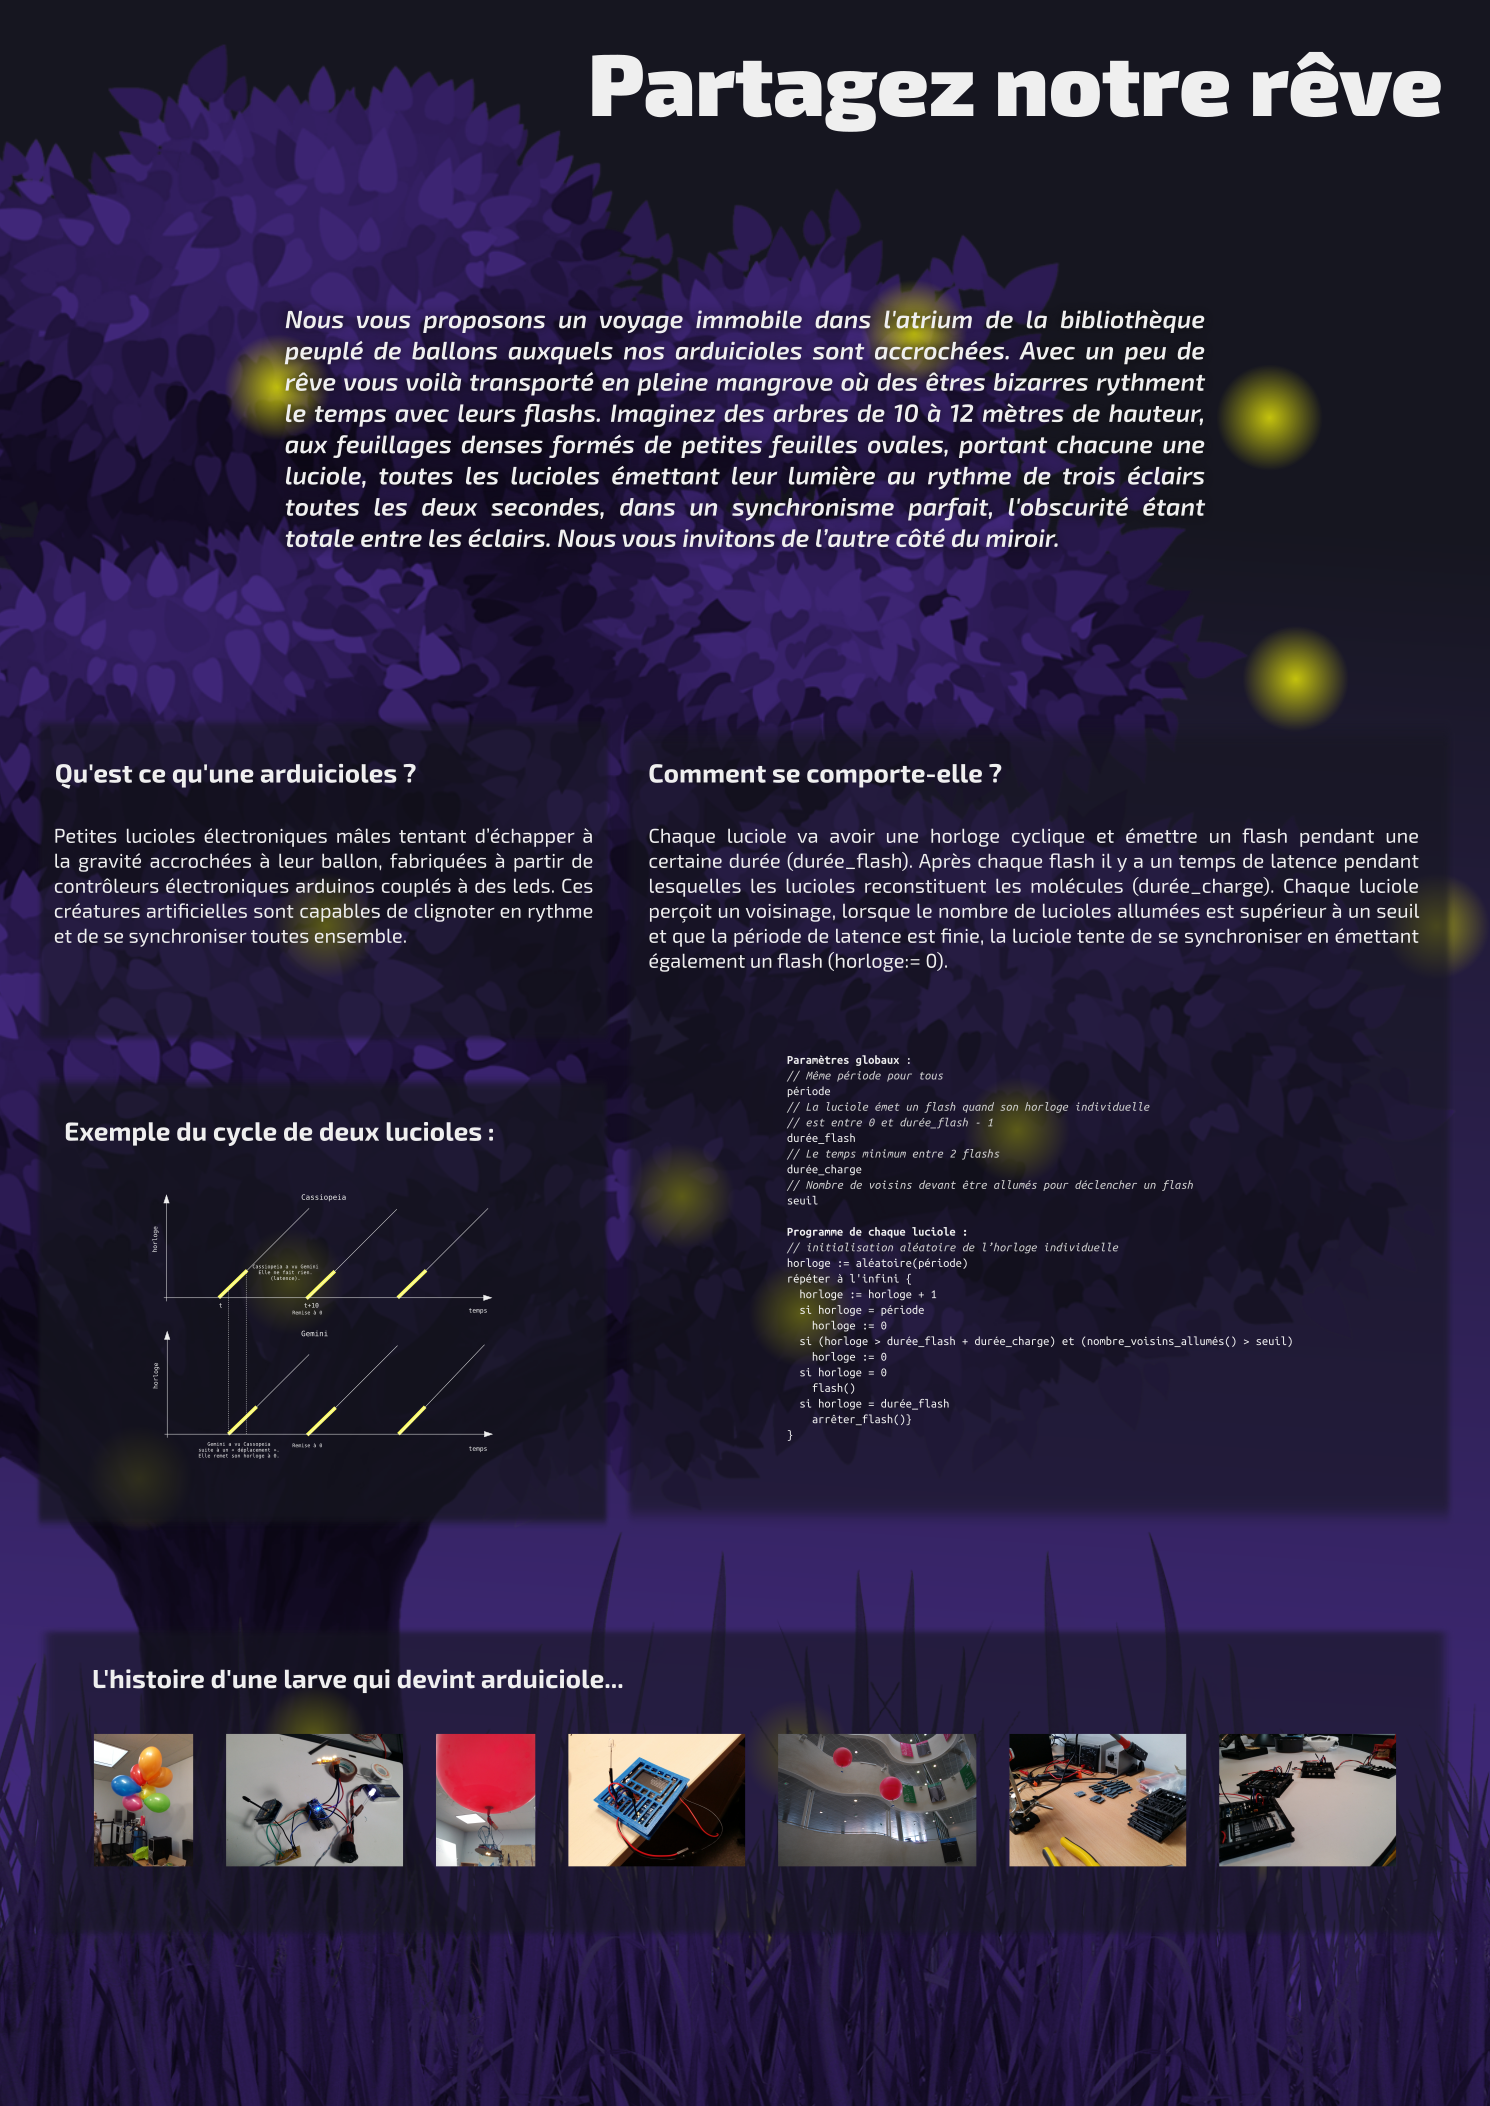 Partagez notre rêve
Nous vous proposons un voyage immobile dans l'atrium de la bibliothèque
peuplé de ballons auxquels nos arduicioles sont accrochées. Avec un peu de
rêve vous voilà transporté en pleine mangrove où des êtres bizarres rythment
le temps avec leurs flashs. Imaginez des arbres de 10 à 12 mètres de hauteur,
aux feuillages denses formés de petites feuilles ovales, portant chacune une
luciole, toutes les lucioles émettant leur lumière au rythme de trois éclairs
toutes les deux secondes, dans un synchronisme parfait, l'obscurité étant
totale entre les éclairs. Nous vous invitons de l’autre côté du miroir.
Qu'est ce qu'une arduicioles ?
Petites lucioles électroniques mâles tentant d’échapper à
la gravité accrochées à leur ballon, fabriquées à partir de
contrôleurs électroniques arduinos couplés à des leds. Ces
créatures artificielles sont capables de clignoter en rythme
et de se synchroniser toutes ensemble.
Comment se comporte-elle ?
Chaque luciole va avoir une horloge cyclique et émettre un flash pendant une
certaine durée (durée_flash). Après chaque flash il y a un temps de latence pendant
lesquelles les lucioles reconstituent les molécules (durée_charge). Chaque luciole
perçoit un voisinage, lorsque le nombre de lucioles allumées est supérieur à un seuil
et que la période de latence est finie, la luciole tente de se synchroniser en émettant
également un flash (horloge:= 0).
Paramètres globaux :
// Même période pour tous
période
// La luciole émet un flash quand son horloge individuelle
// est entre 0 et durée_flash - 1
durée_flash
// Le temps minimum entre 2 flashs
durée_charge
// Nombre de voisins devant être allumés pour déclencher un flash
seuil
Programme de chaque luciole :
// initialisation aléatoire de l’horloge individuelle
horloge := aléatoire(période)
répéter à l'infini {
horloge := horloge + 1
si horloge = période
horloge := 0
si (horloge > durée_flash + durée_charge) et (nombre_voisins_allumés() > seuil)
horloge := 0
si horloge = 0
flash()
si horloge = durée_flash
arrêter_flash()}
}
Exemple du cycle de deux lucioles :
Cassiopeia
horloge
Cassiopeia a vu Gemini
Elle ne fait rien.
(latence).
t
t+10
Remise à 0
temps
Gemini
horloge
Gemini a vu Cassopeia
suite à un « déplacement ».
Elle remet son horloge à 0.
Remise à 0
temps
L'histoire d'une larve qui devint arduiciole...